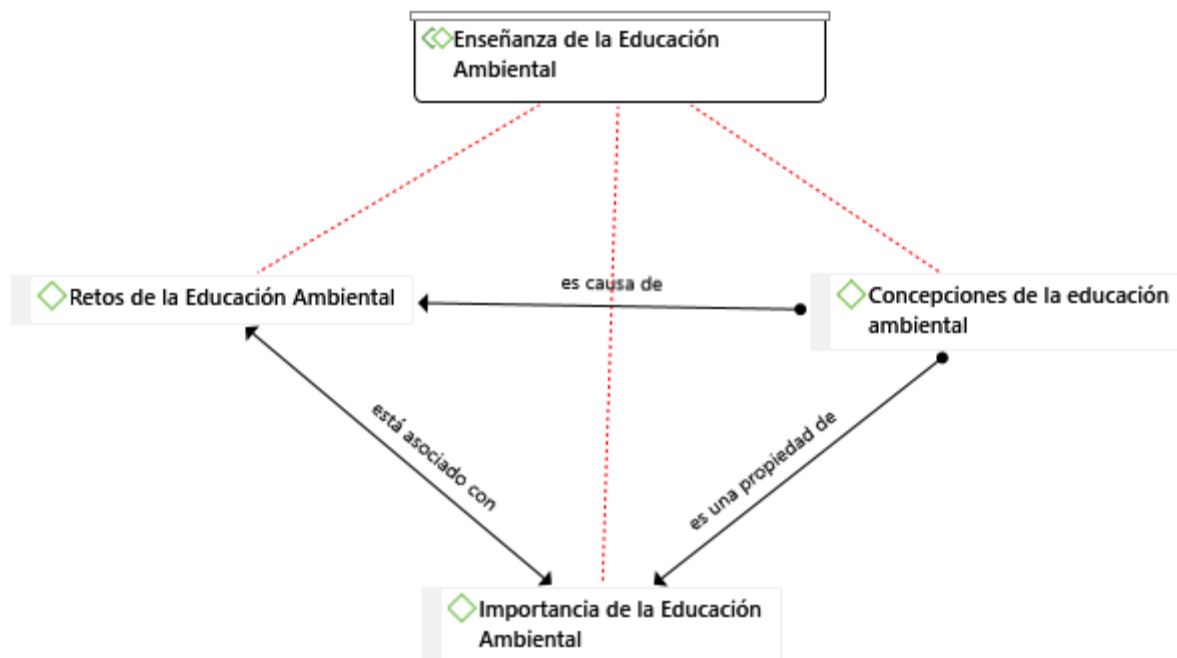 Enseñanza de la Educación
Ambiental
es causa de
Retos de la Educación Ambiental
Concepciones de la educación
ambiental
está asociado con
es una propiedad de
Importancia de la Educación
Ambiental